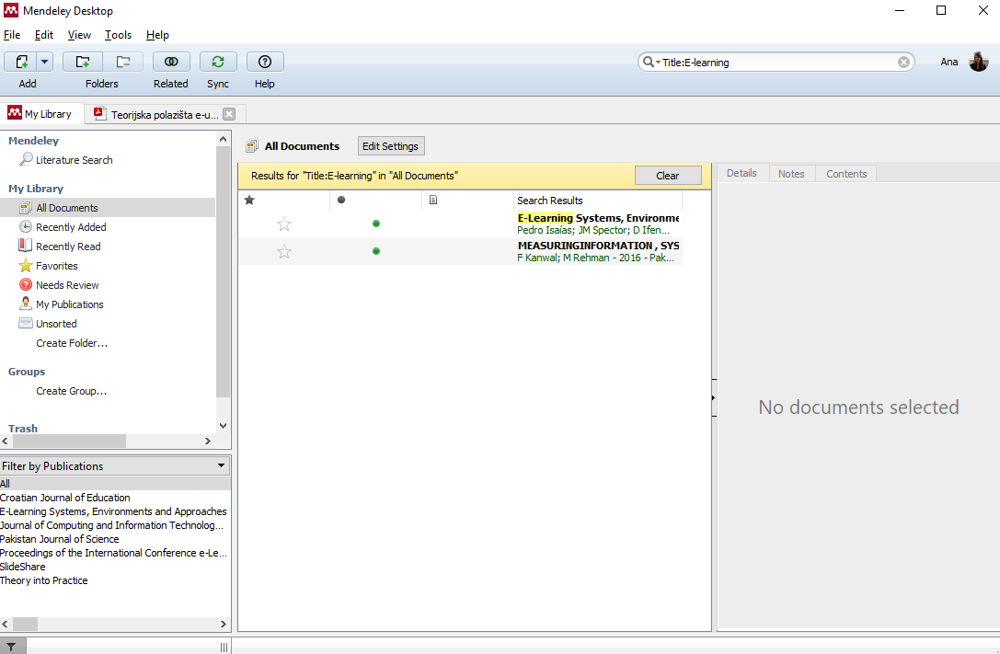 Mendeley Desktop
File Edit View Tools Help
Title:E-learning
Ana
Add Folders Related Sync Help
My Library
Teorijska polazišta e-u...
Mendeley
Literature Search
My Library
All Documents
Recently Added
Recently Read
Favorites
Needs Review
My Publications
Unsorted
Create Folder...
Groups
Create Group...
Trash
Filter by Publications
All
Croatian Journal of Education
E-Learning Systems, Environments and Approaches
Journal of Computing and Information Technolog...
Pakistan Journal of Science
Proceedings of the International Conference e-Le...
SlideShare
Theory into Practice
All Documents
Edit Settings
Results for "Title:E-learning" in "All Documents"
Clear
Search Results
E-Learning Systems, Environme
Pedro Isaías; JM Spector; D Ifen...
MEASURINGINFORMATION , SYS
F Kanwal; M Rehman - 2016 - Pak...
Details Notes Contents
No documents selected